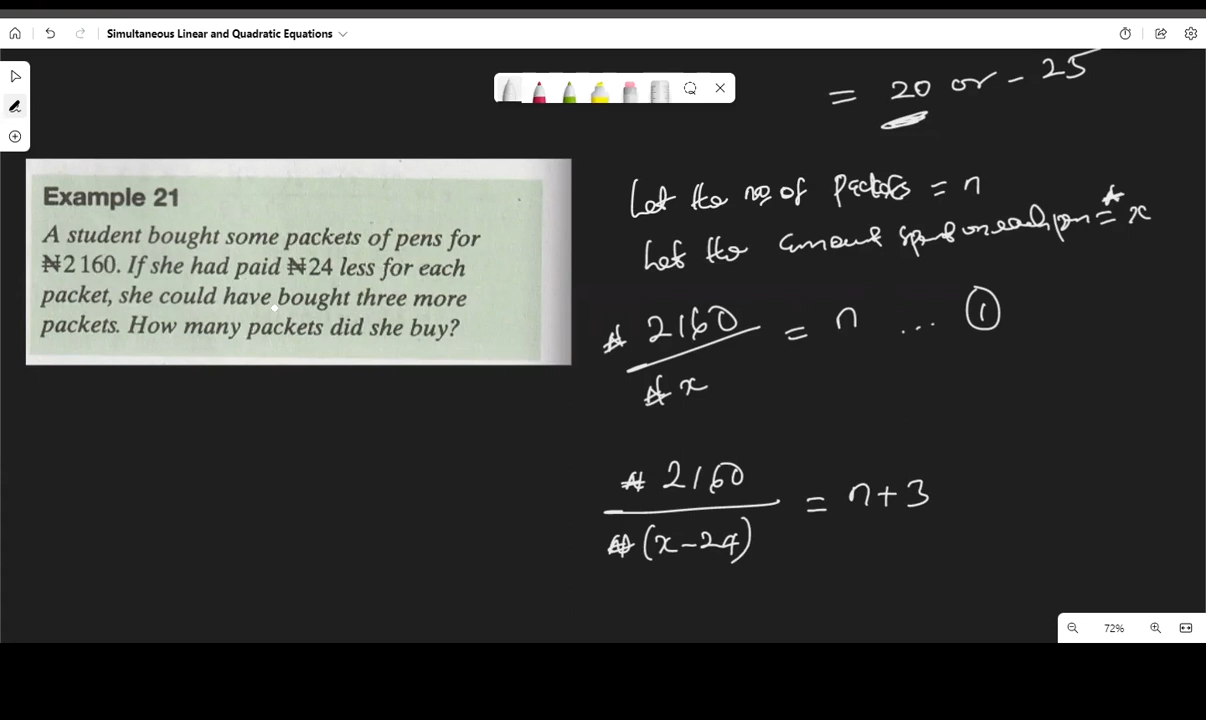 Simultaneous Linear and Quadratic Equations
= 20 or - 25
Example 21
A student bought some packets of pens for
₦2 160. If she had paid ₦24 less for each
packet, she could have bought three more
packets. How many packets did she buy?
Let the no of packets = n
Let the amount spent on each pen = ₦ x
₦ 2160 / ₦ x = n ... ①
₦ 2160 / ₦ (x - 24) = n + 3
72%